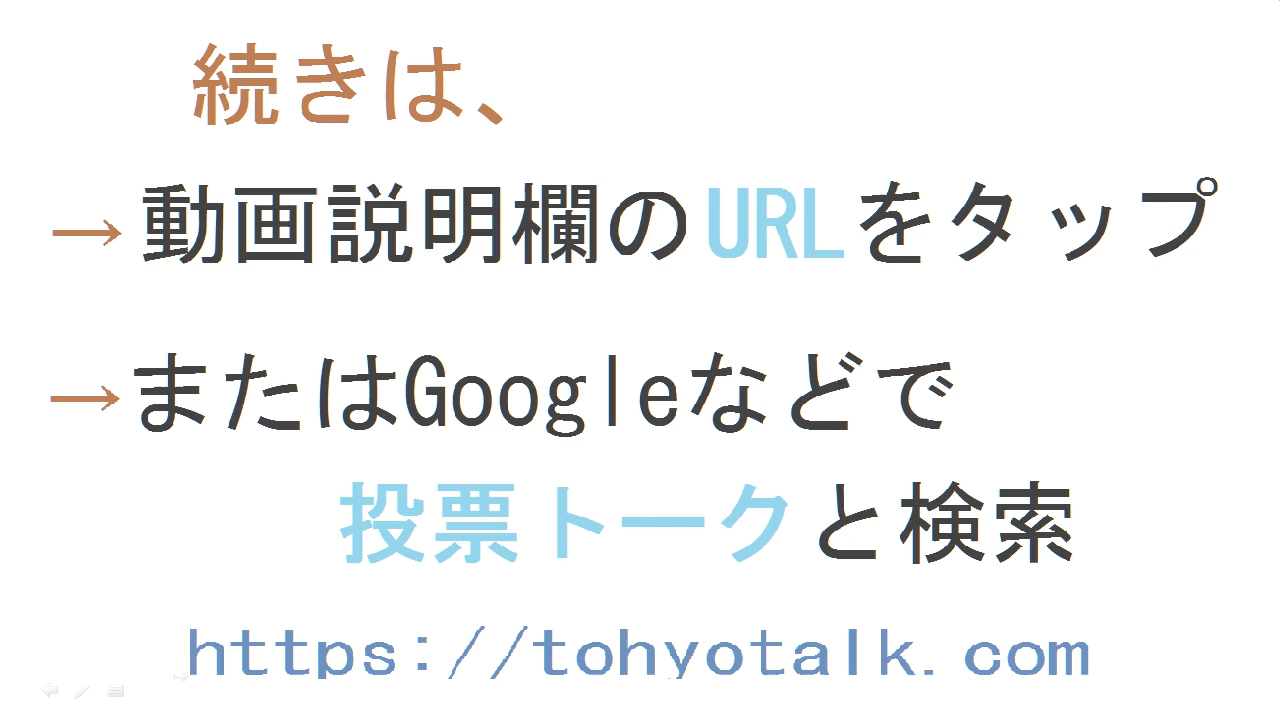 続きは、
→動画説明欄のURLをタップ
→またはGoogleなどで
投票トークと検索
https://tohyotalk.com